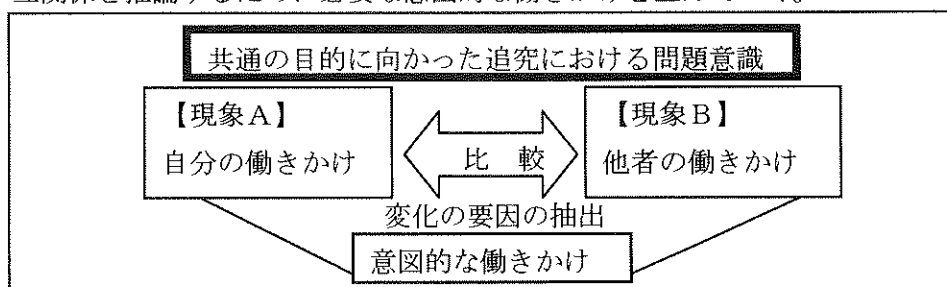 共通の目的に向かった追究における問題意識
【現象A】
自分の働きかけ
比　較
【現象B】
他者の働きかけ
変化の要因の抽出
意図的な働きかけ